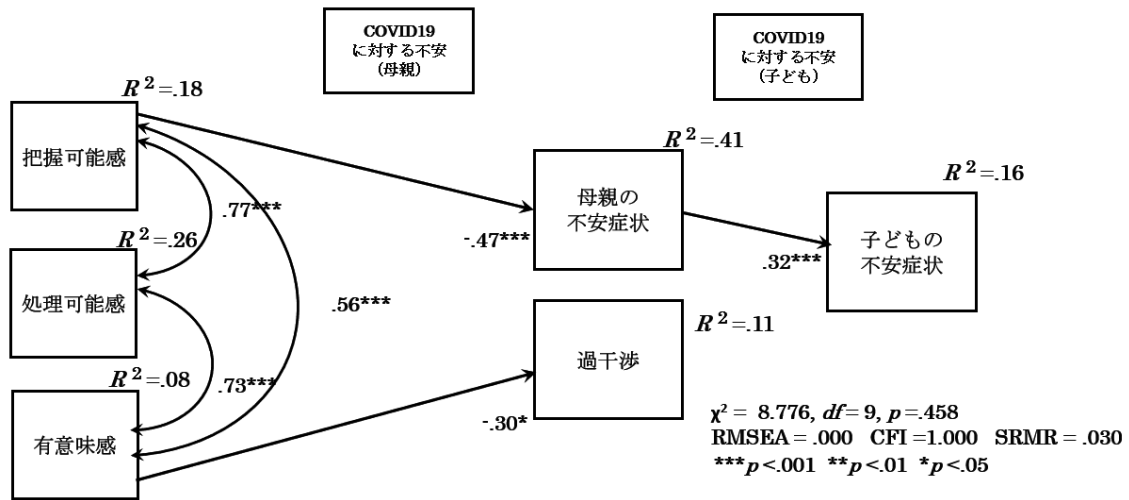 COVID19
に対する不安
（母親）
COVID19
に対する不安
（子ども）
R²=.18
把握可能感
R²=.41
母親の
不安症状
R²=.16
子どもの
不安症状
.77***
-.47***
.32***
R²=.26
処理可能感
.56***
R²=.11
過干渉
R²=.08
有意味感
.73***
-.30*
χ² = 8.776, df = 9, p =.458
RMSEA = .000 CFI =1.000 SRMR = .030
***p <.001 **p <.01 *p <.05